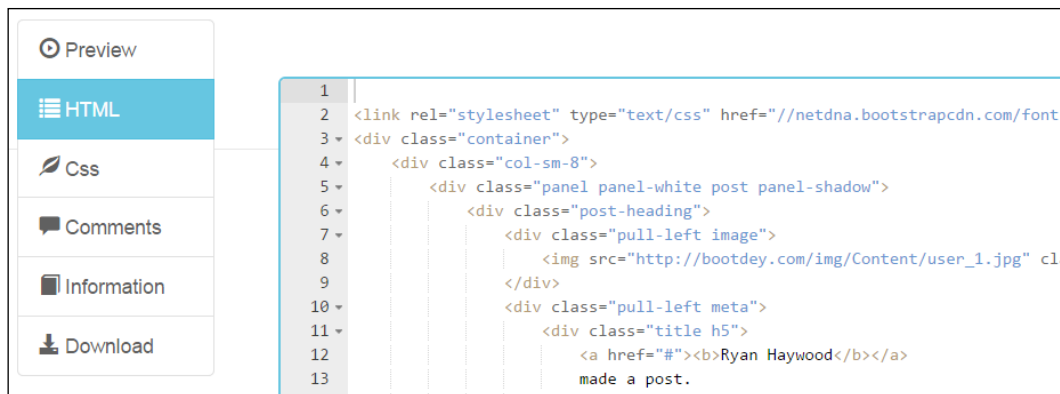 Preview
HTML
Css
Comments
Information
Download
1
2 <link rel="stylesheet" type="text/css" href="//netdna.bootstrapcdn.com/font
3 <div class="container">
4 <div class="col-sm-8">
5 <div class="panel panel-white post panel-shadow">
6 <div class="post-heading">
7 <div class="pull-left image">
8 <img src="http://bootdey.com/img/Content/user_1.jpg" cl
9 </div>
10 <div class="pull-left meta">
11 <div class="title h5">
12 <a href="#"><b>Ryan Haywood</b></a>
13 made a post.